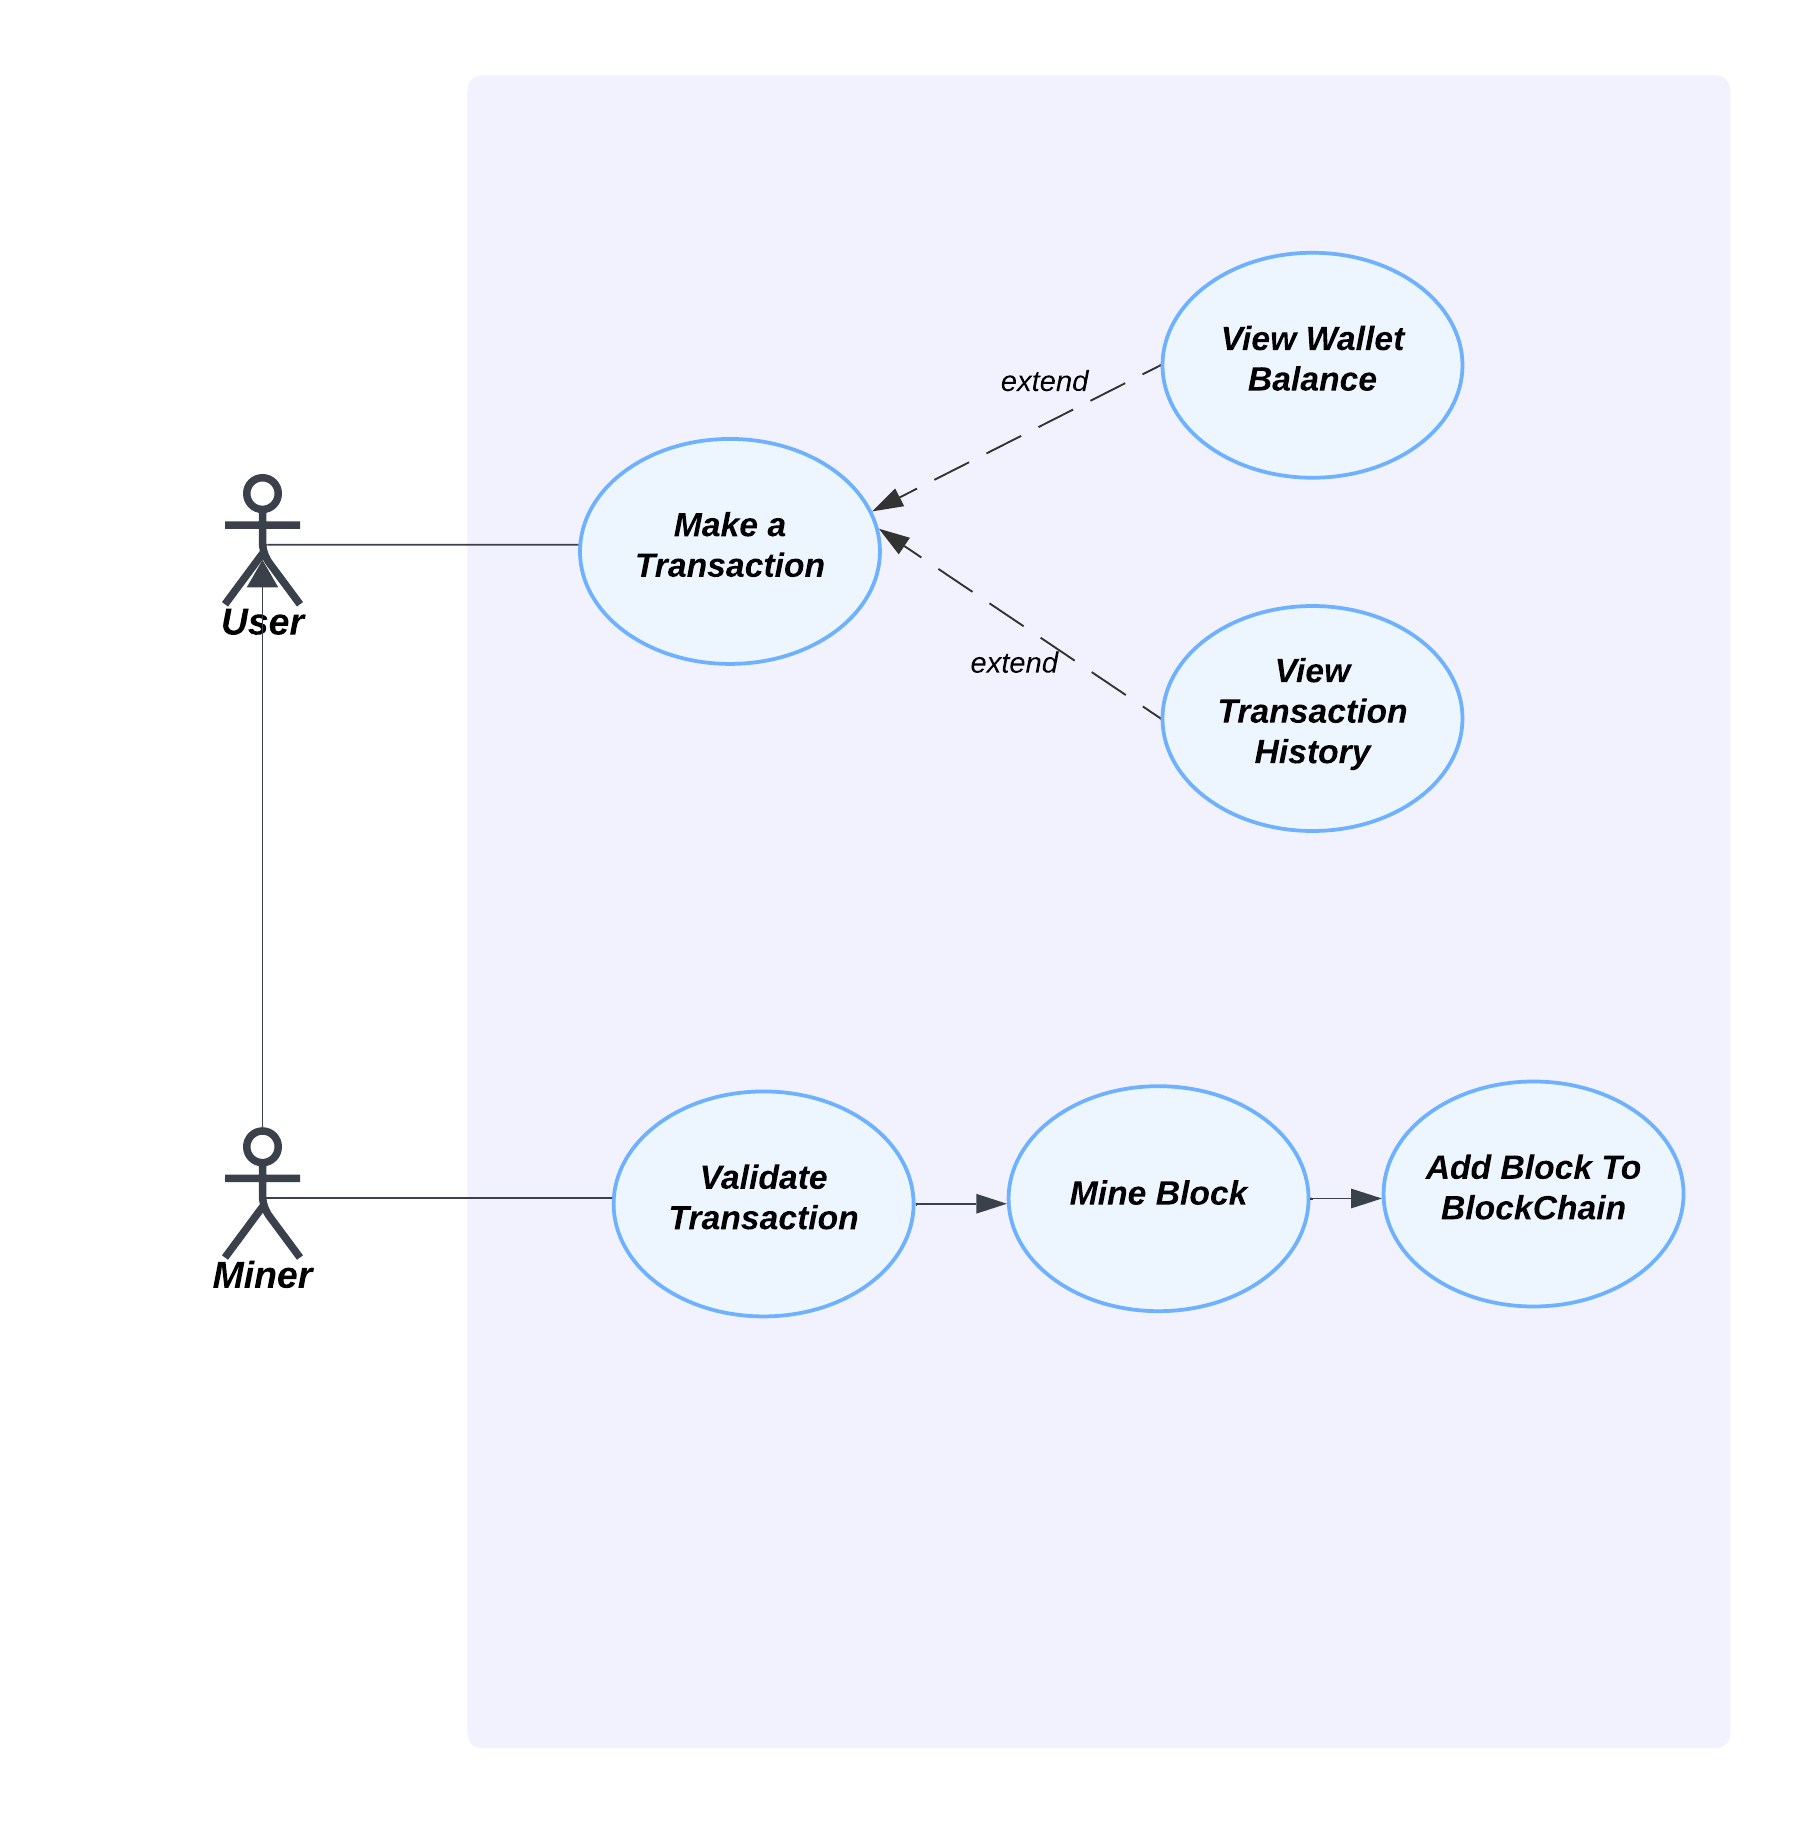 View Wallet
Balance
extend
Make a
Transaction
User
extend
View
Transaction
History
Validate
Transaction
Mine Block
Add Block To
BlockChain
Miner